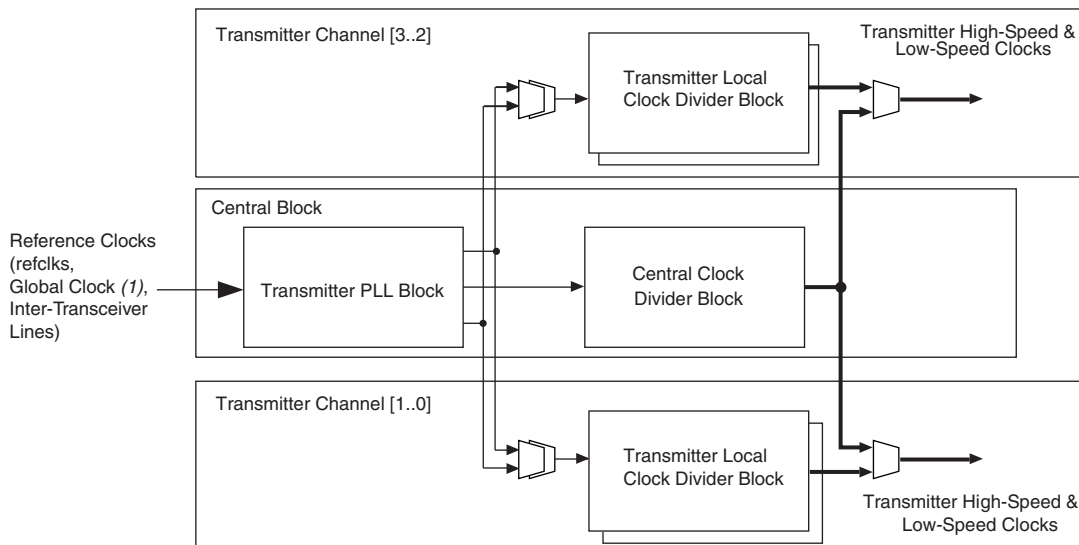 Transmitter Channel [3..2]
Transmitter High-Speed &
Low-Speed Clocks
Transmitter Local
Clock Divider Block
Central Block
Reference Clocks
(refclks,
Global Clock (1),
Inter-Transceiver
Lines)
Transmitter PLL Block
Central Clock
Divider Block
Transmitter Channel [1..0]
Transmitter Local
Clock Divider Block
Transmitter High-Speed &
Low-Speed Clocks